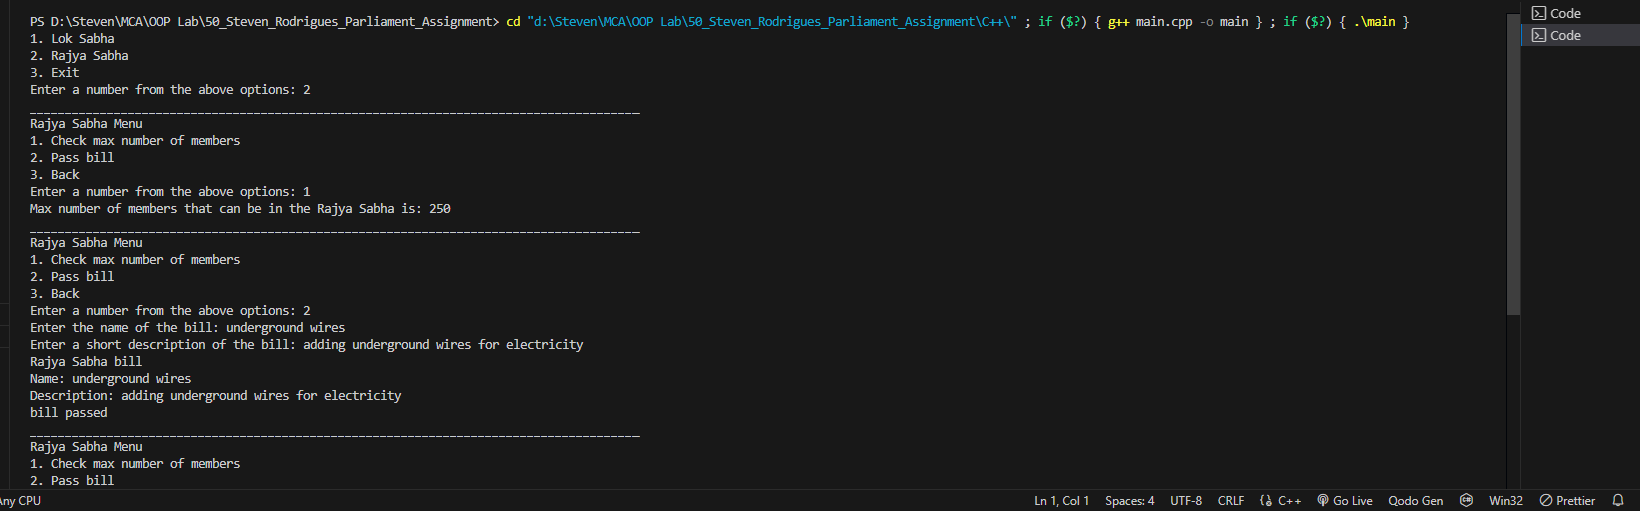 PS D:\Steven\MCA\OOP Lab\50_Steven_Rodrigues_Parliament_Assignment> cd "d:\Steven\MCA\OOP Lab\50_Steven_Rodrigues_Parliament_Assignment\C++\" ; if ($?) { g++ main.cpp -o main } ; if ($?) { .\main }
1. Lok Sabha
2. Rajya Sabha
3. Exit
Enter a number from the above options: 2
_______________________________________________________________________________________
Rajya Sabha Menu
1. Check max number of members
2. Pass bill
3. Back
Enter a number from the above options: 1
Max number of members that can be in the Rajya Sabha is: 250
_______________________________________________________________________________________
Rajya Sabha Menu
1. Check max number of members
2. Pass bill
3. Back
Enter a number from the above options: 2
Enter the name of the bill: underground wires
Enter a short description of the bill: adding underground wires for electricity
Rajya Sabha bill
Name: underground wires
Description: adding underground wires for electricity
bill passed
_______________________________________________________________________________________
Rajya Sabha Menu
1. Check max number of members
2. Pass bill
Code
Code
Any CPU
Ln 1, Col 1 Spaces: 4 UTF-8 CRLF {} C++ Go Live Qodo Gen Win32 Prettier